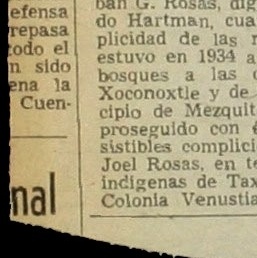 efensa
repasa
todo el
n sido
ena la
Cuen-
nal
ban G. Rosas, dig
do Hartman, cua
plicidad de las
estuvo en 1934 a
bosques a las
Xoconoxtle y de
cipio de Mezquit
proseguido con
sistibles complici
Joel Rosas, en te
indigenas de Tax
Colonia Venustia